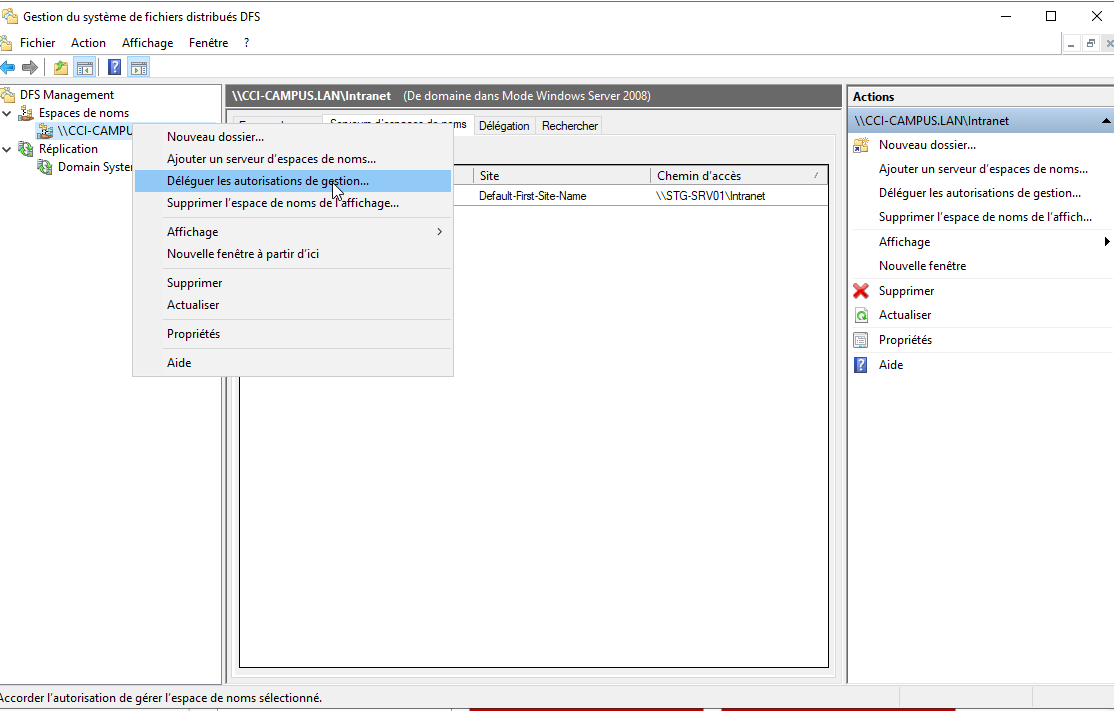 Gestion du système de fichiers distribués DFS
Fichier Action Affichage Fenêtre ?
DFS Management
Espaces de noms
\\CCI-CAMPU
Réplication
Domain Syster
\\CCI-CAMPUS.LAN\Intranet (De domaine dans Mode Windows Server 2008)
Serveurs d'espaces de noms Délégation Rechercher
Site Chemin d'accès
Default-First-Site-Name \\STG-SRV01\Intranet
Nouveau dossier...
Ajouter un serveur d'espaces de noms...
Déléguer les autorisations de gestion...
Supprimer l'espace de noms de l'affichage...
Affichage
Nouvelle fenêtre à partir d'ici
Supprimer
Actualiser
Propriétés
Aide
Actions
\\CCI-CAMPUS.LAN\Intranet
Nouveau dossier...
Ajouter un serveur d'espaces de noms...
Déléguer les autorisations de gestion...
Supprimer l'espace de noms de l'affich...
Affichage
Nouvelle fenêtre
Supprimer
Actualiser
Propriétés
Aide
Accorder l'autorisation de gérer l'espace de noms sélectionné.